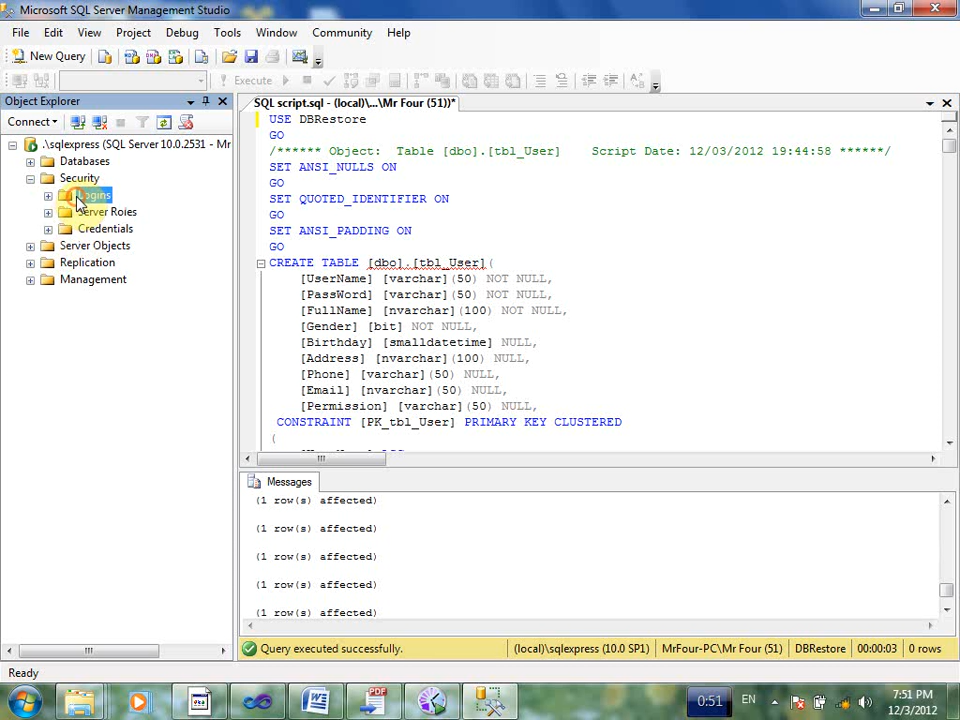 Microsoft SQL Server Management Studio
File Edit View Project Debug Tools Window Community Help
New Query
Execute
Object Explorer
SQL script.sql - (local)\...\Mr Four (51))*
Connect
.\sqlexpress (SQL Server 10.0.2531 - Mr
Databases
Security
Logins
Server Roles
Credentials
Server Objects
Replication
Management
USE DBRestore
GO
/****** Object:  Table [dbo].[tbl_User]    Script Date: 12/03/2012 19:44:58 ******/
SET ANSI_NULLS ON
GO
SET QUOTED_IDENTIFIER ON
GO
SET ANSI_PADDING ON
GO
CREATE TABLE [dbo].[tbl_User](
[UserName] [varchar](50) NOT NULL,
[PassWord] [varchar](50) NOT NULL,
[FullName] [nvarchar](100) NOT NULL,
[Gender] [bit] NOT NULL,
[Birthday] [smalldatetime] NULL,
[Address] [nvarchar](100) NULL,
[Phone] [varchar](50) NULL,
[Email] [nvarchar](50) NULL,
[Permission] [varchar](50) NULL,
CONSTRAINT [PK_tbl_User] PRIMARY KEY CLUSTERED
(
Messages
(1 row(s) affected)
(1 row(s) affected)
(1 row(s) affected)
(1 row(s) affected)
(1 row(s) affected)
Query executed successfully.
(local)\sqlexpress (10.0 SP1)
MrFour-PC\Mr Four (51)
DBRestore
00:00:03
0 rows
Ready
0:51
EN
7:51 PM
12/3/2012